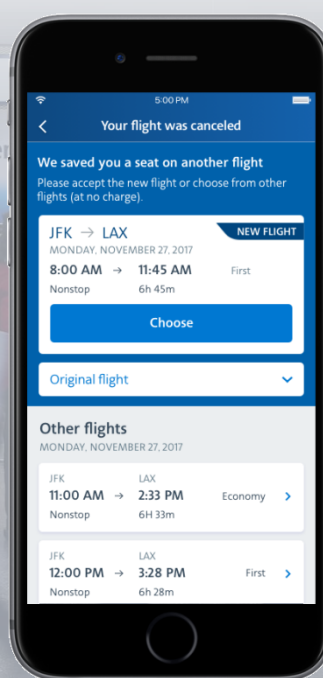 5:00 PM
Your flight was canceled
We saved you a seat on another flight
Please accept the new flight or choose from other
flights (at no charge).
JFK → LAX NEW FLIGHT
MONDAY, NOVEMBER 27, 2017
8:00 AM → 11:45 AM First
Nonstop 6h 45m
Choose
Original flight
Other flights
MONDAY, NOVEMBER 27, 2017
JFK LAX
11:00 AM → 2:33 PM Economy
Nonstop 6H 33m
JFK LAX
12:00 PM → 3:28 PM First
Nonstop 6h 28m